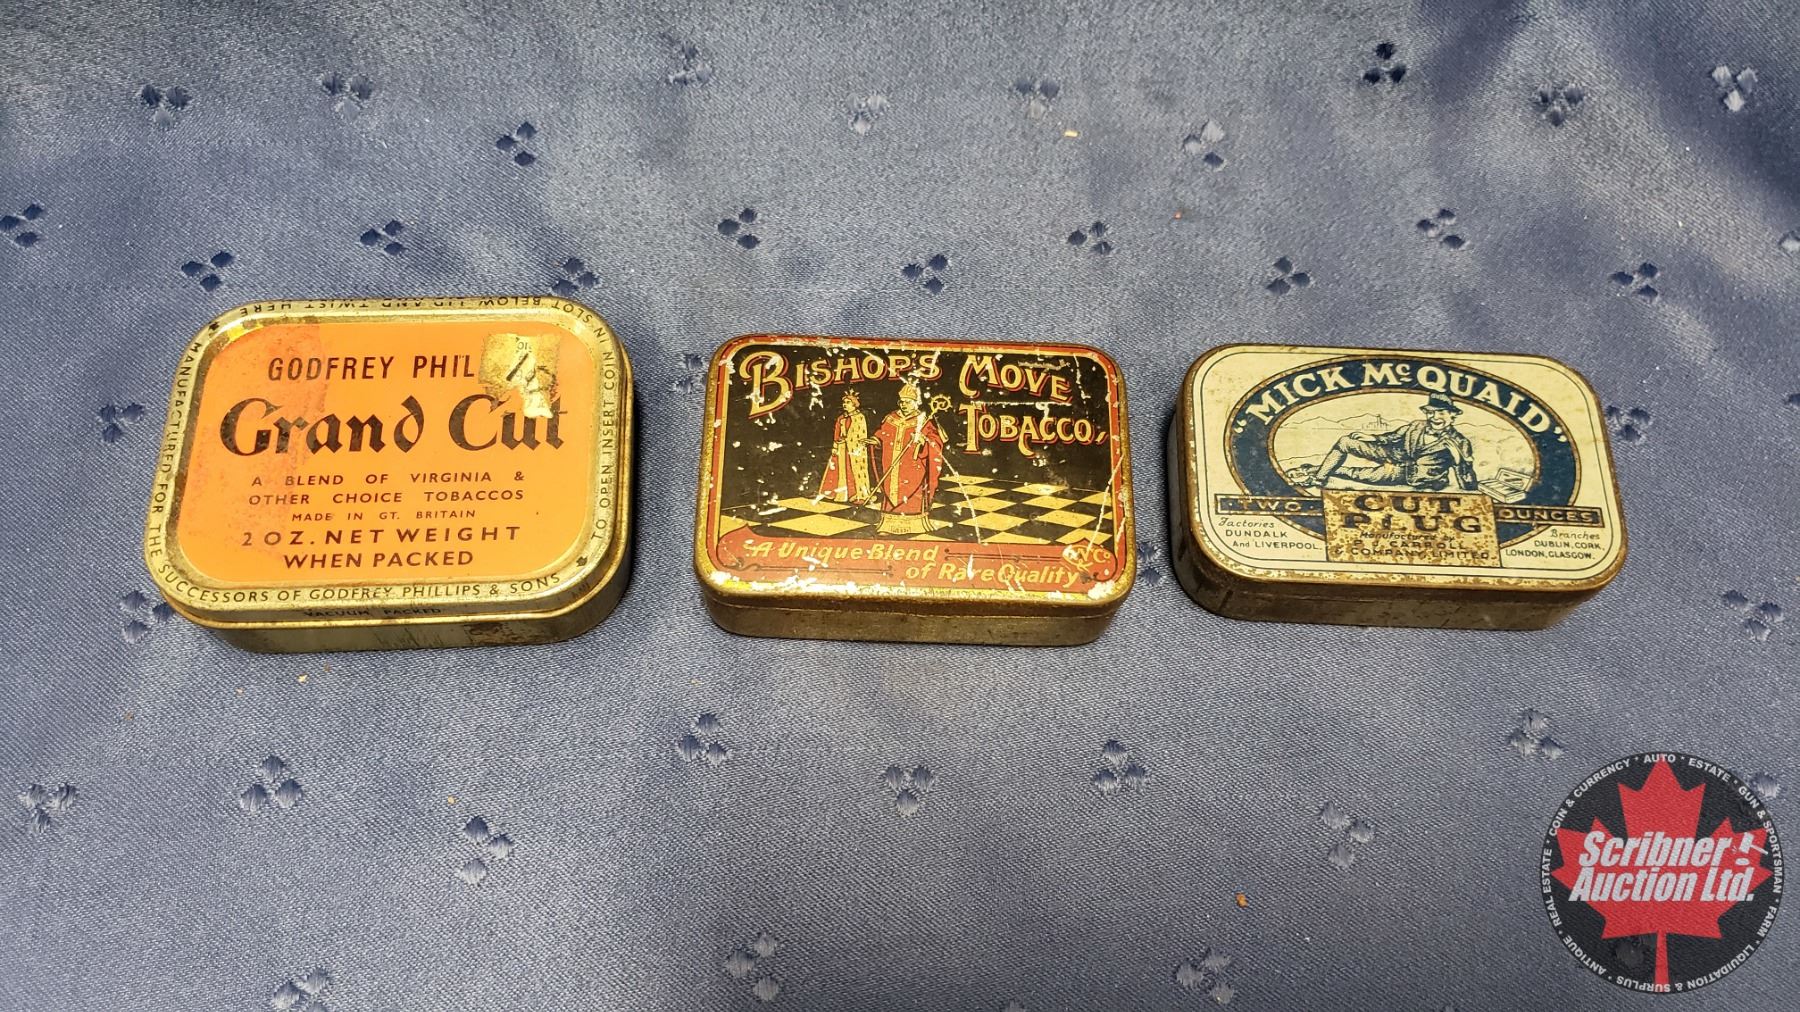 GODFREY PHIL
Grand Cut
A BLEND OF VIRGINIA &
OTHER CHOICE TOBACCOS
MADE IN GT. BRITAIN
2 OZ. NET WEIGHT
WHEN PACKED
MANUFACTURED FOR THE SUCCESSORS OF GODFREY PHILLIPS & SONS
TO OPEN INSERT COIN IN SLOT BELOW LID AND TWIST HERE
VACUUM PACKED
BISHOP'S MOVE
TOBACCO,
"A Unique Blend
of Rare Quality"
"MICK McQUAID"
TWO OUNCES
CUT
PLUG
Factories
DUNDALK
And LIVERPOOL.
Manufactured by
P. J. CARROLL
& COMPANY, LIMITED.
Branches
DUBLIN, CORK,
LONDON, GLASGOW.
Scribner
Auction Ltd.
ANTIQUE * REAL ESTATE * COIN & CURRENCY * AUTO * ESTATE * GUN & SPORTSMAN * FARM * LIQUIDATION & SURPLUS *